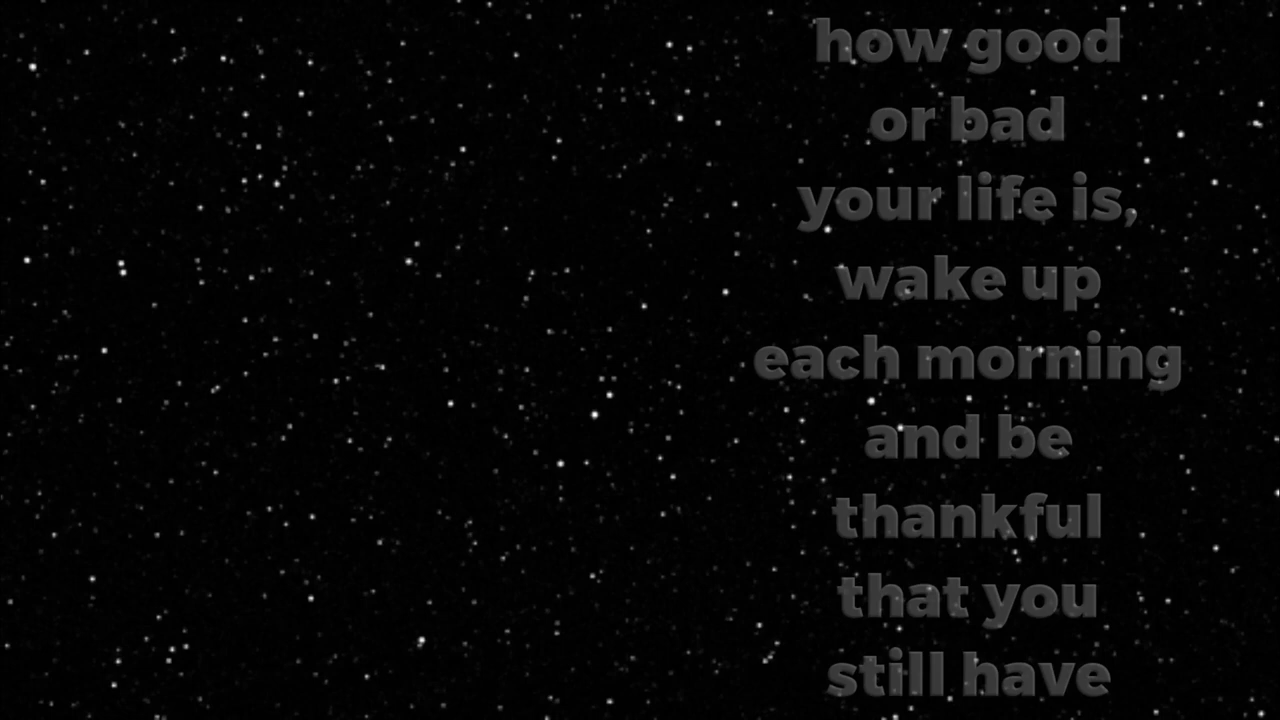 how good
or bad
your life is,
wake up
each morning
and be
thankful
that you
still have